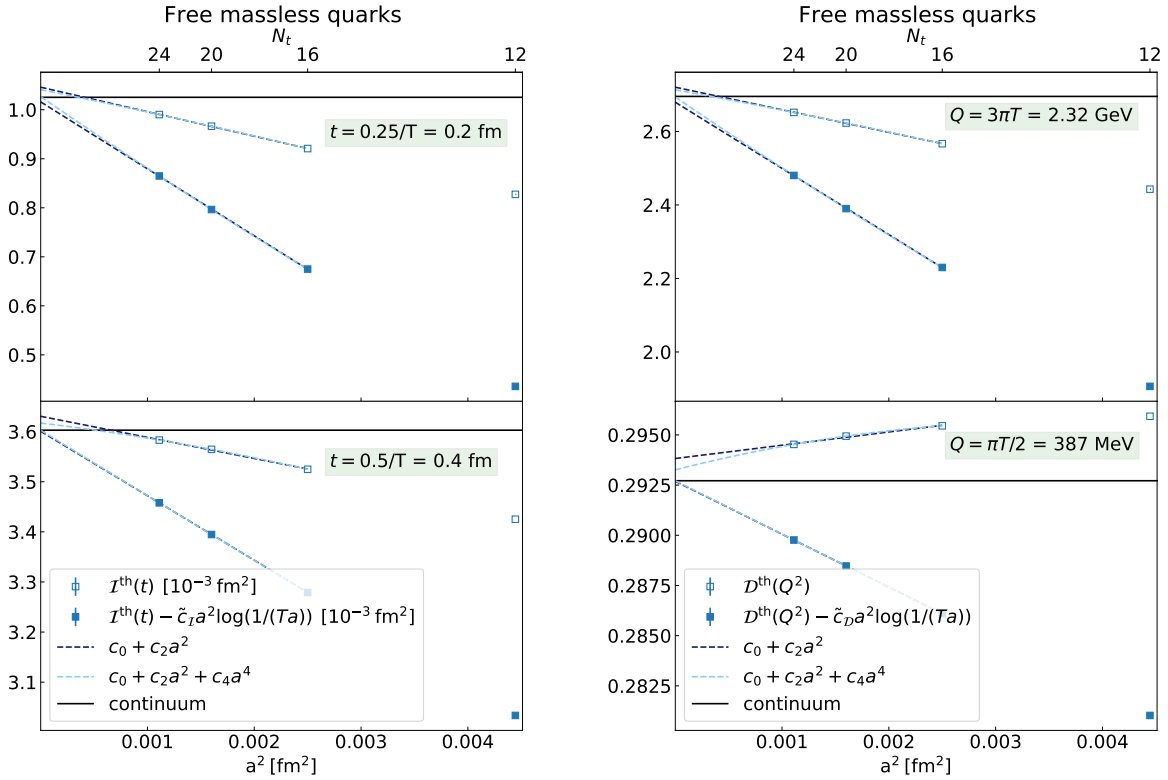 Free massless quarks
N_t
24 20 16 12
1.0
0.9
0.8
0.7
0.6
0.5
t = 0.25/T = 0.2 fm
3.6
3.5
3.4
3.3
3.2
3.1
t = 0.5/T = 0.4 fm
ℐ^th(t) [10^−3 fm^2]
ℐ^th(t) − c̃_ℐ a^2 log(1/(Ta)) [10^−3 fm^2]
c_0 + c_2a^2
c_0 + c_2a^2 + c_4a^4
continuum
0.001 0.002 0.003 0.004
a^2 [fm^2]
Free massless quarks
N_t
24 20 16 12
2.6
2.4
2.2
2.0
Q = 3πT = 2.32 GeV
0.2950
0.2925
0.2900
0.2875
0.2850
0.2825
Q = πT/2 = 387 MeV
𝒟^th(Q^2)
𝒟^th(Q^2) − c̃_𝒟 a^2 log(1/(Ta))
c_0 + c_2a^2
c_0 + c_2a^2 + c_4a^4
continuum
0.001 0.002 0.003 0.004
a^2 [fm^2]